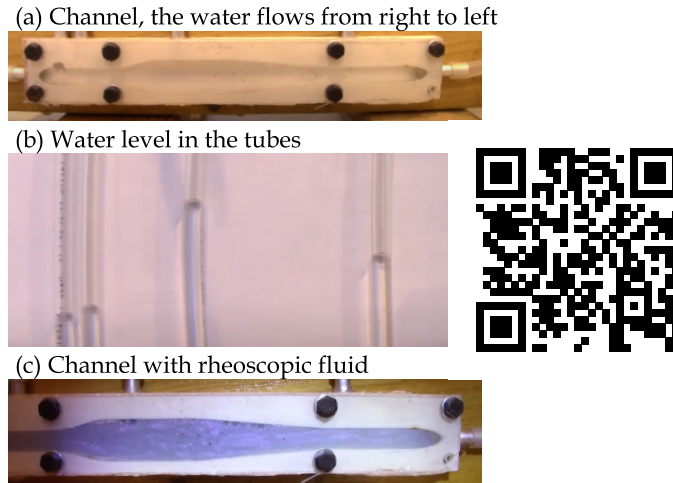 (a) Channel, the water flows from right to left
(b) Water level in the tubes
(c) Channel with rheoscopic fluid